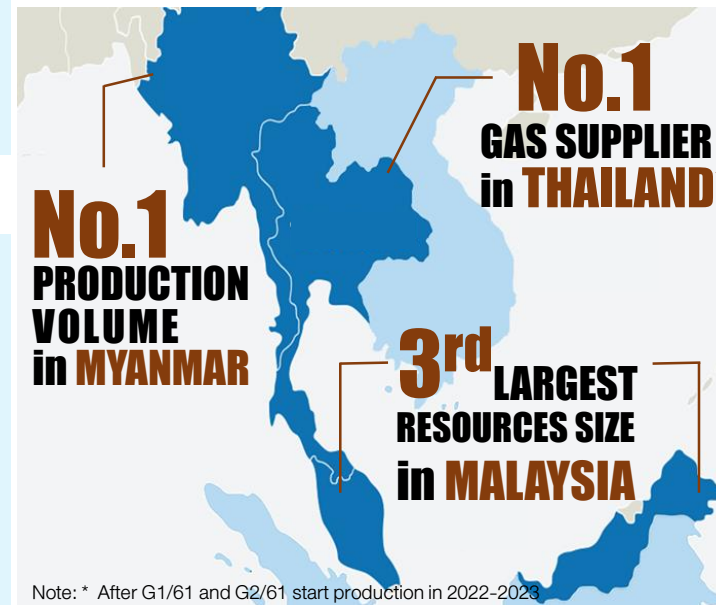 No.1
GAS SUPPLIER
in THAILAND
No.1
PRODUCTION
VOLUME
in MYANMAR
3rd LARGEST
RESOURCES SIZE
in MALAYSIA
Note: * After G1/61 and G2/61 start production in 2022-2023